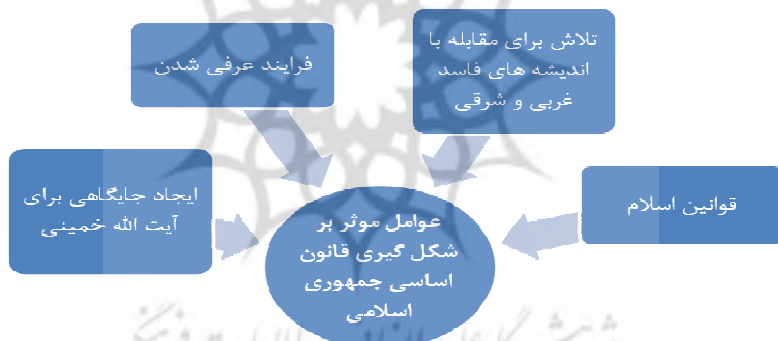 تلاش برای مقابله با
اندیشه های فاسد
غربی و شرقی
فرایند عرفی شدن
قوانین اسلام
ایجاد جایگاهی برای
آیت الله خمینی
عوامل موثر بر
شکل گیری قانون
اساسی جمهوری
اسلامی